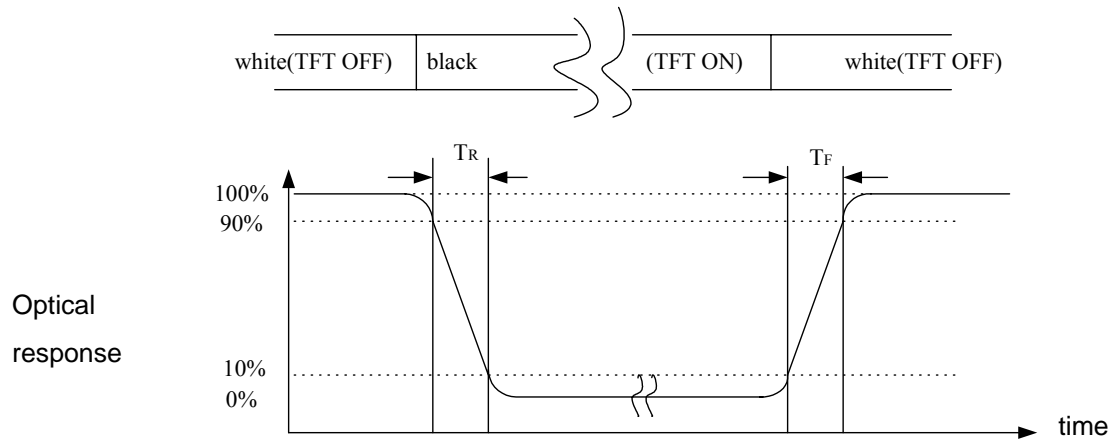 white(TFT OFF) black (TFT ON) white(TFT OFF)
TR TF
100%
90%
Optical
response
10%
0%
time